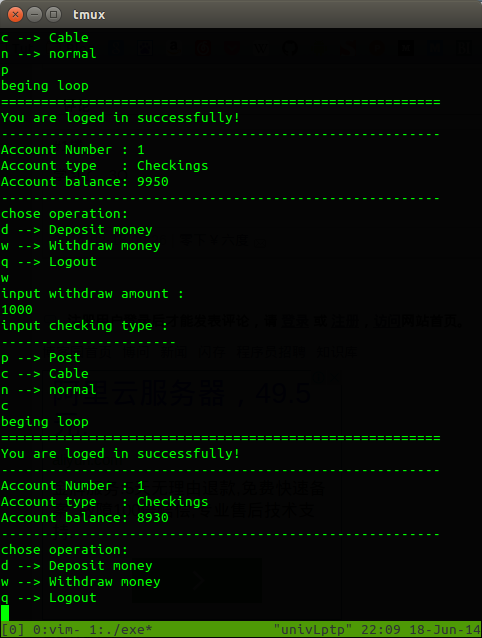 tmux
c --> Cable
n --> normal
p
beging loop
=======================================================
You are loged in successfully!
-------------------------------------------------------
Account Number : 1
Account type   : Checkings
Account balance: 9950
-------------------------------------------------------
chose operation:
d --> Deposit money
w --> Withdraw money
q --> Logout
w
input withdraw amount :
1000
input checking type :
----------------------
p --> Post
c --> Cable
n --> normal
c
beging loop
=======================================================
You are loged in successfully!
-------------------------------------------------------
Account Number : 1
Account type   : Checkings
Account balance: 8930
-------------------------------------------------------
chose operation:
d --> Deposit money
w --> Withdraw money
q --> Logout
[0] 0:vim- 1:./exe* "univLptp" 22:09 18-Jun-14